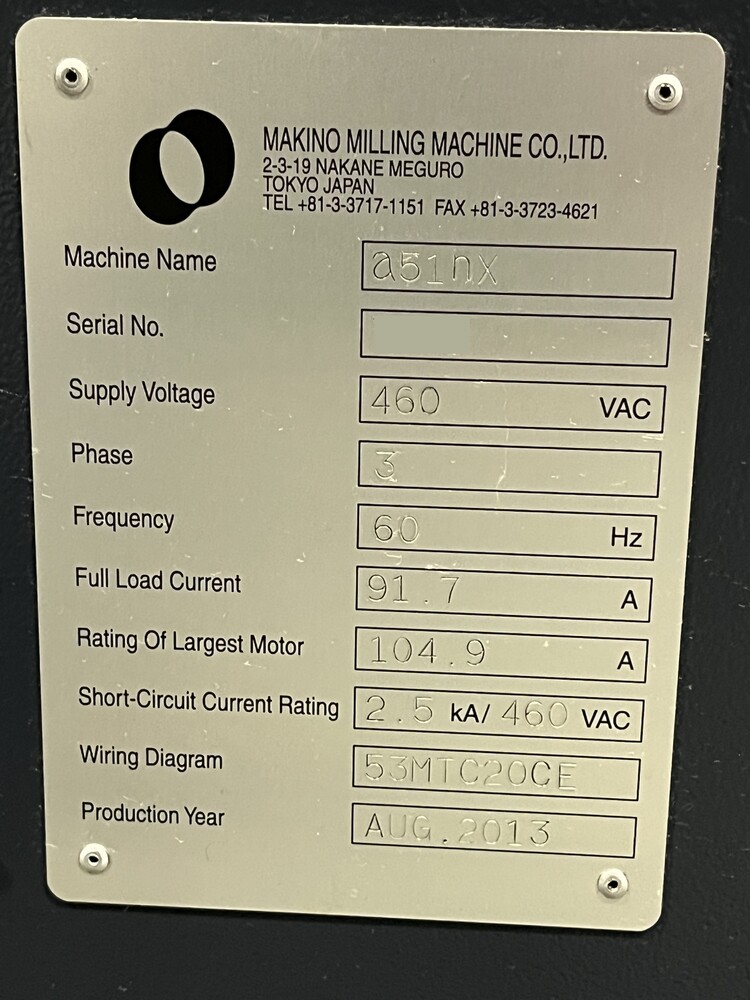 MAKINO MILLING MACHINE CO.,LTD.
2-3-19 NAKANE MEGURO
TOKYO JAPAN
TEL +81-3-3717-1151 FAX +81-3-3723-4621
Machine Name a51nx
Serial No.
Supply Voltage 460 VAC
Phase 3
Frequency 60 Hz
Full Load Current 91.7 A
Rating Of Largest Motor 104.9 A
Short-Circuit Current Rating 2.5 kA/ 460 VAC
Wiring Diagram 53MTC20CE
Production Year AUG.2013